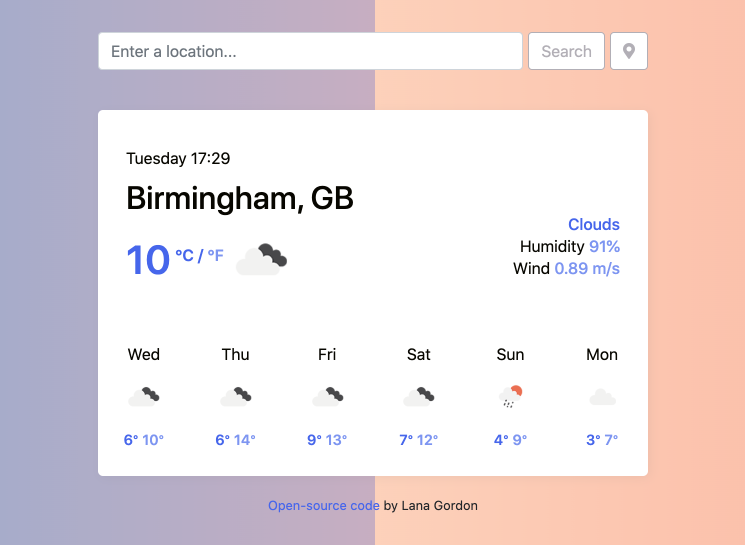 Enter a location...
Search
Tuesday 17:29
Birmingham, GB
10 °C / °F
Clouds
Humidity 91%
Wind 0.89 m/s
Wed Thu Fri Sat Sun Mon
6° 10° 6° 14° 9° 13° 7° 12° 4° 9° 3° 7°
Open-source code by Lana Gordon